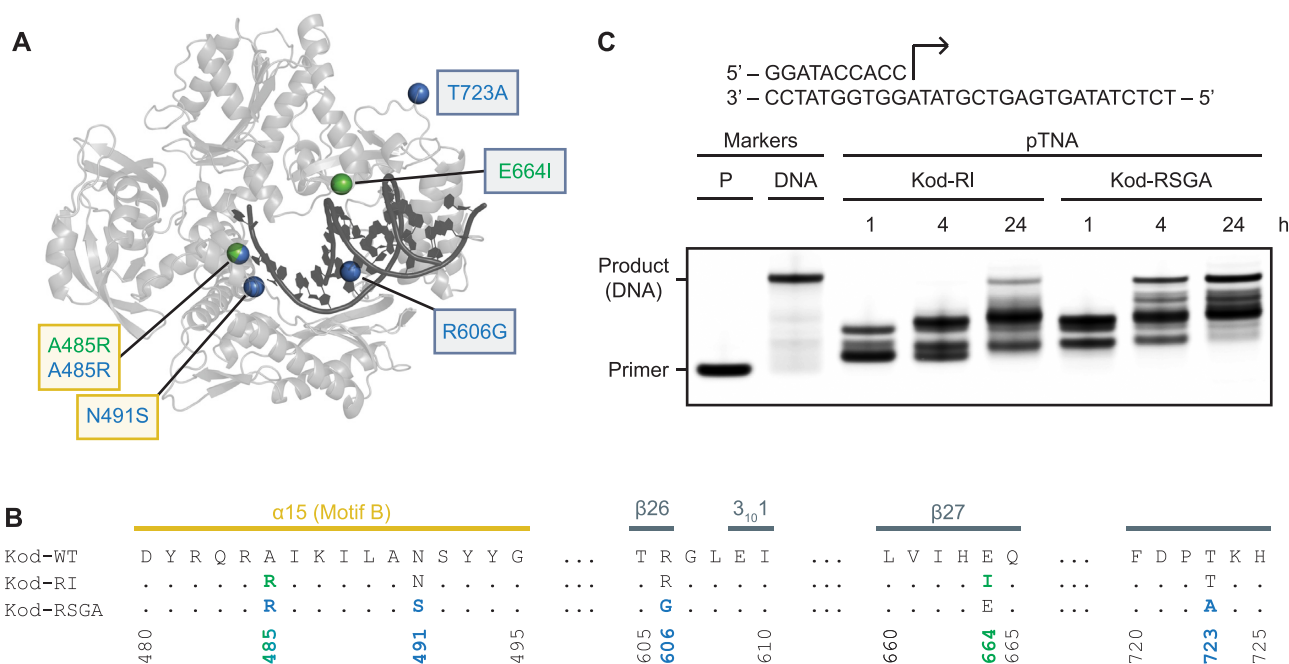 A
T723A
E664I
A485R
A485R
N491S
R606G
C
5' – GGATACCACC
3' – CCTATGGTGGATATGCTGAGTGATATCTCT – 5'
Markers pTNA
P DNA Kod-RI Kod-RSGA
1 4 24 1 4 24 h
Product
(DNA)
Primer
B
α15 (Motif B) β26 3₁₀1 β27
Kod-WT D Y R Q R A I K I L A N S Y Y G ... T R G L E I ... L V I H E Q ... F D P T K H
Kod-RI . . . . . R . . . . . N . . . . ... . R . . . . ... . . . . I . ... . . . T . .
Kod-RSGA . . . . . R . . . . . S . . . . ... . G . . . . ... . . . . E . ... . . . A . .
480 485 491 495 605 606 610 660 664 665 720 723 725